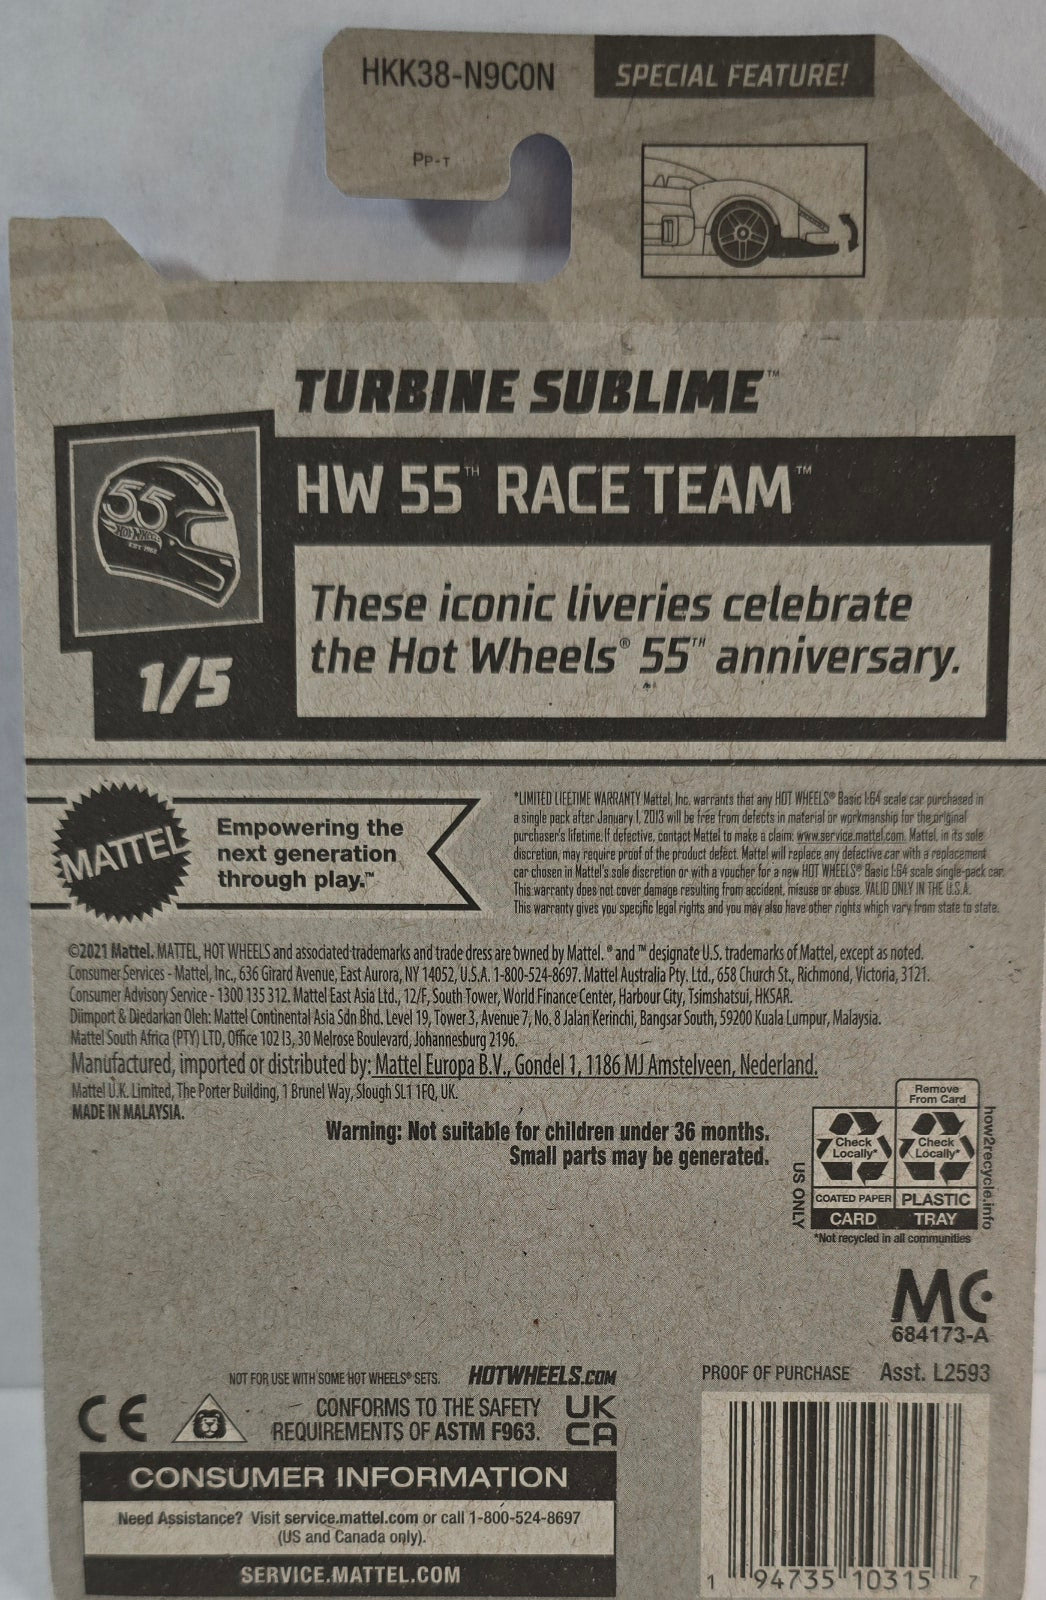 HKK38-N9C0N
SPECIAL FEATURE!
PP-T
TURBINE SUBLIME™
HW 55TH RACE TEAM™
55
HOT WHEELS
EST. 1968
These iconic liveries celebrate
the Hot Wheels® 55TH anniversary.
1/5
MATTEL
Empowering the
next generation
through play.™
*LIMITED LIFETIME WARRANTY Mattel, Inc. warrants that any HOT WHEELS® Basic 1:64 scale car purchased in
a single pack after January 1, 2013 will be free from defects in material or workmanship for the original
purchaser's lifetime. If defective, contact Mattel to make a claim: www.service.mattel.com. Mattel, in its sole
discretion, may require proof of the product defect. Mattel will replace any defective car with a replacement
car chosen in Mattel's sole discretion or with a voucher for a new HOT WHEELS® Basic 1:64 scale single-pack car.
This warranty does not cover damage resulting from accident, misuse or abuse. VALID ONLY IN THE U.S.A.
This warranty gives you specific legal rights and you may also have other rights which vary from state to state.
©2021 Mattel. MATTEL, HOT WHEELS and associated trademarks and trade dress are owned by Mattel. ® and ™ designate U.S. trademarks of Mattel, except as noted.
Consumer Services - Mattel, Inc., 636 Girard Avenue, East Aurora, NY 14052, U.S.A. 1-800-524-8697. Mattel Australia Pty. Ltd., 658 Church St., Richmond, Victoria, 3121.
Consumer Advisory Service - 1300 135 312. Mattel East Asia Ltd., 12/F, South Tower, World Finance Center, Harbour City, Tsimshatsui, HKSAR.
Diimport & Diedarkan Oleh: Mattel Continental Asia Sdn Bhd. Level 19, Tower 3, Avenue 7, No. 8 Jalan Kerinchi, Bangsar South, 59200 Kuala Lumpur, Malaysia.
Mattel South Africa (PTY) LTD, Office 102 I3, 30 Melrose Boulevard, Johannesburg 2196.
Manufactured, imported or distributed by: Mattel Europa B.V., Gondel 1, 1186 MJ Amstelveen, Nederland.
Mattel U.K. Limited, The Porter Building, 1 Brunel Way, Slough SL1 1FQ, UK.
MADE IN MALAYSIA.
Warning: Not suitable for children under 36 months.
Small parts may be generated.
Remove
From Card
Check
Locally*
Check
Locally*
COATED PAPER
PLASTIC
CARD
TRAY
US ONLY
how2recycle.info
*Not recycled in all communities
MC
684173-A
NOT FOR USE WITH SOME HOT WHEELS® SETS.
HOTWHEELS.COM
PROOF OF PURCHASE
Asst. L2593
CE
CONFORMS TO THE SAFETY
REQUIREMENTS OF ASTM F963.
UK
CA
CONSUMER INFORMATION
Need Assistance? Visit service.mattel.com or call 1-800-524-8697
(US and Canada only).
SERVICE.MATTEL.COM
1 94735 10315 7